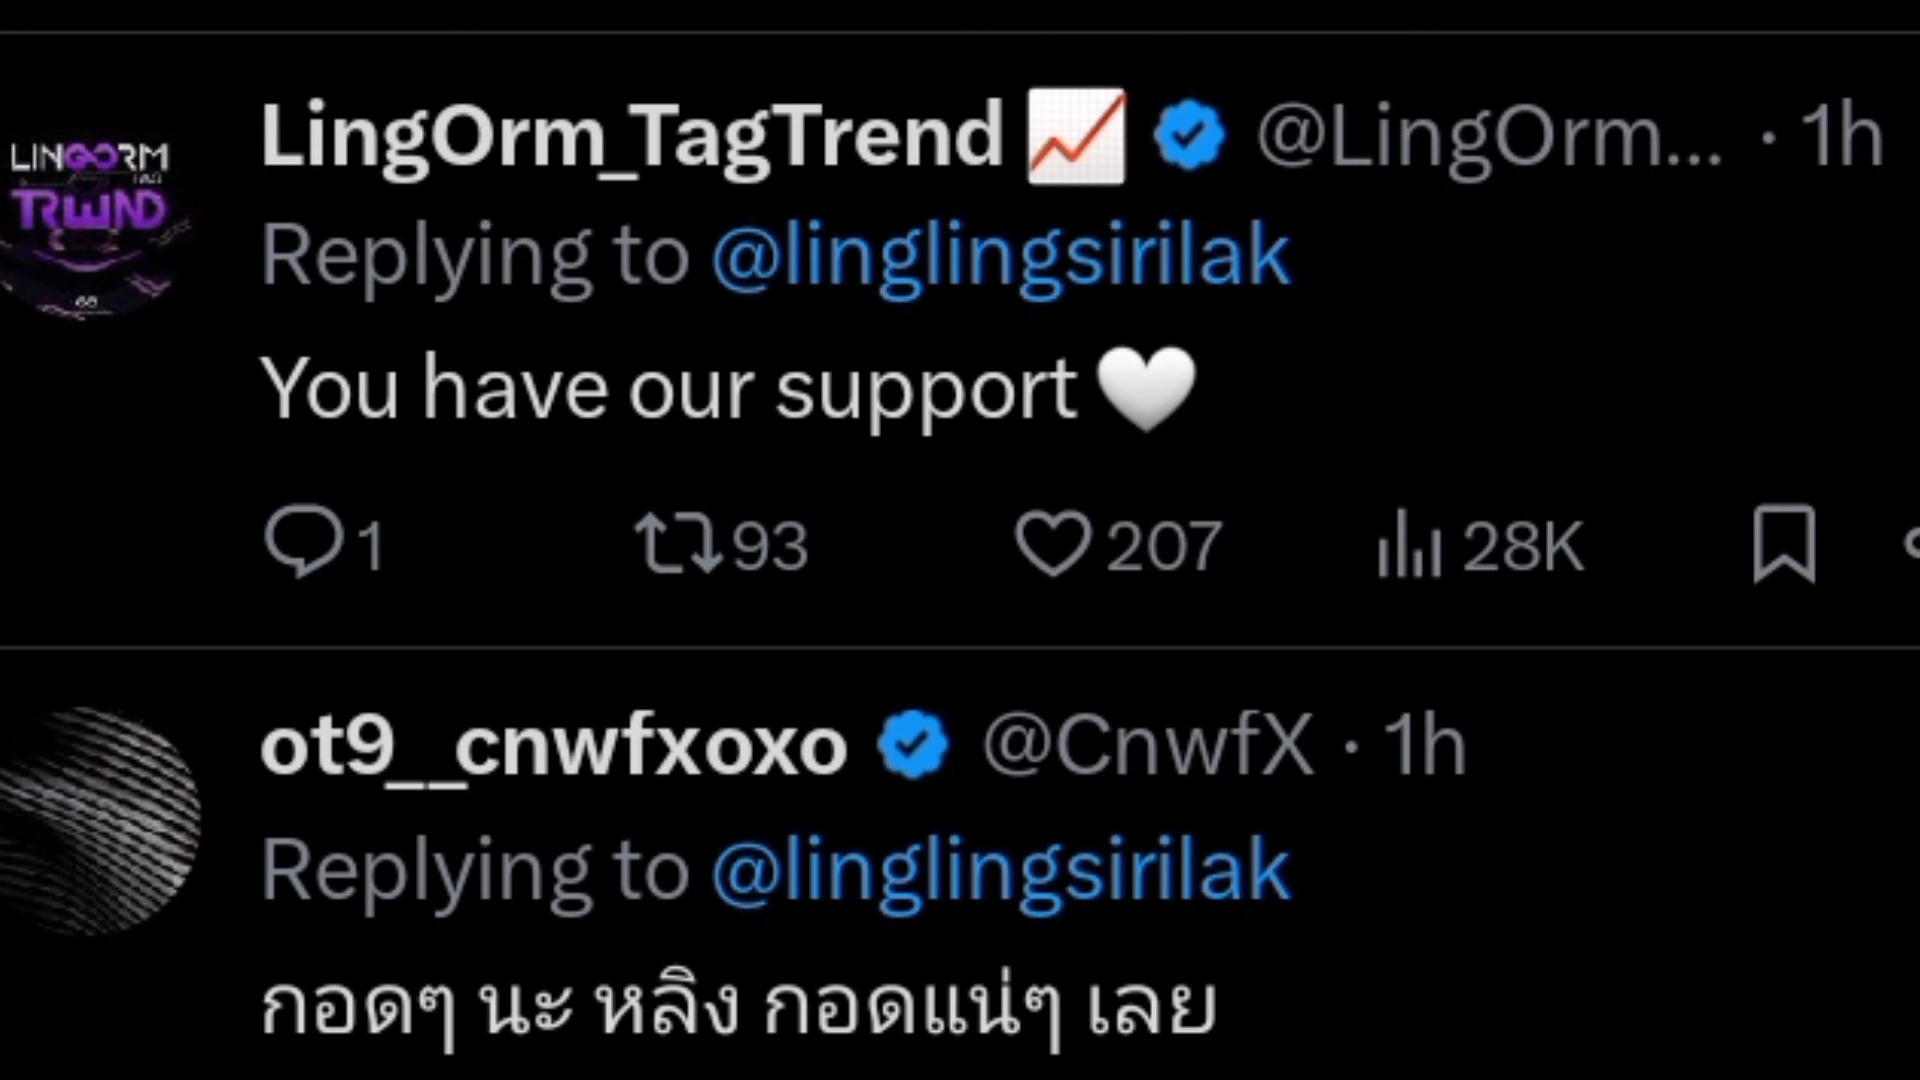 LINGORM
TREND
LingOrm_TagTrend 📈 @LingOrm... · 1h
Replying to @linglingsirilak
You have our support 🤍
1 93 207 28K
ot9__cnwfxoxo @CnwfX · 1h
Replying to @linglingsirilak
กอดๆ นะ หลิง กอดแน่ๆ เลย